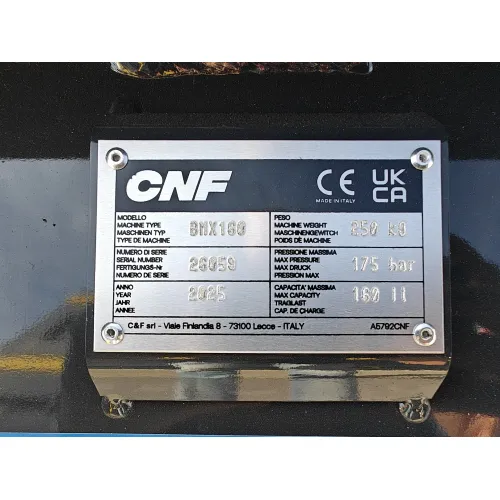 CNF
CE UK CA
MADE IN ITALY
MODELLO
MACHINE TYPE
MASCHINEN TYP
TYPE DE MACHINE
BMX160
PESO
MACHINE WEIGHT
MASCHINENGEWITCH
POIDS DE MACHINE
250 kg
NUMERO DI SERIE
SERIAL NUMBER
FERTIGUNGS-Nr
NUMERO DE SERIE
26059
PRESSIONE MASSIMA
MAX PRESSURE
MAX DRUCK
PRESSION MAX
175 bar
ANNO
YEAR
JAHR
ANNEE
2025
CAPACITA' MASSIMA
MAX CAPACITY
TRAGLAST
CAP. DE CHARGE
160 lt
C&F srl - Viale Finlandia 8 - 73100 Lecce - ITALY
A5792CNF